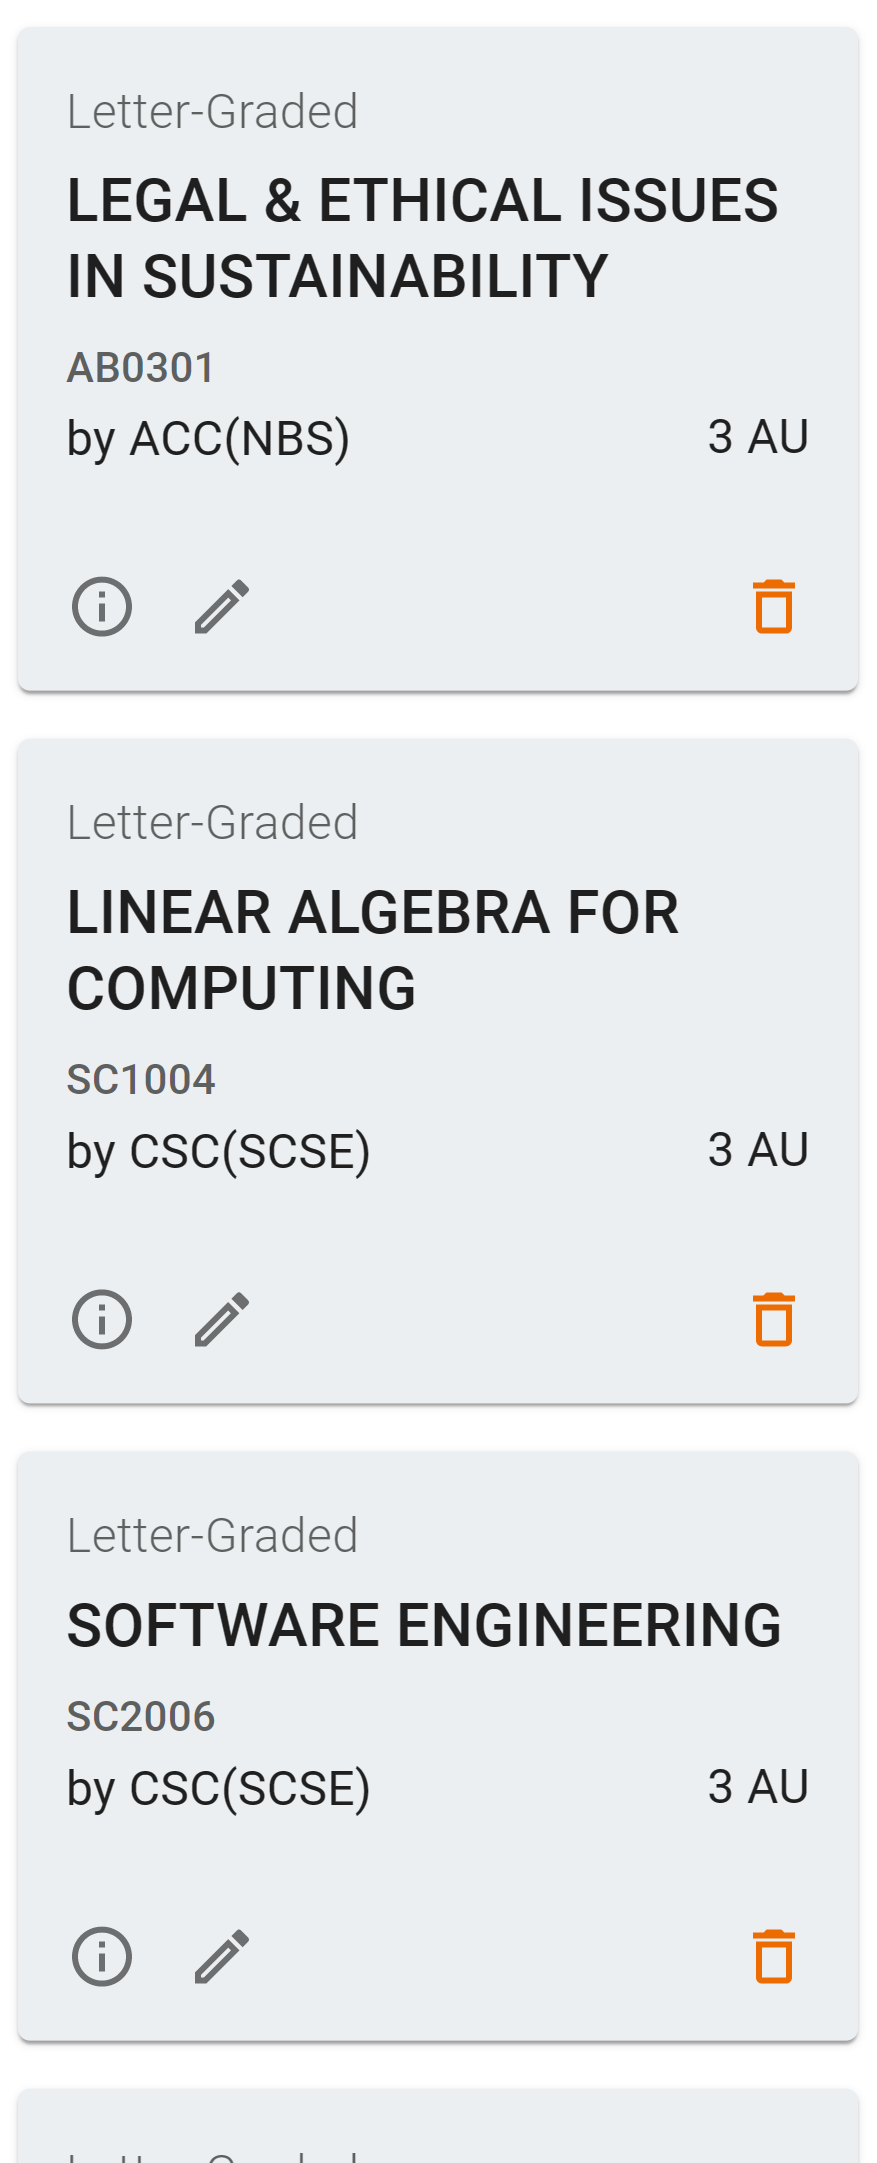 Letter-Graded
LEGAL & ETHICAL ISSUES
IN SUSTAINABILITY
AB0301
by ACC(NBS) 3 AU
Letter-Graded
LINEAR ALGEBRA FOR
COMPUTING
SC1004
by CSC(SCSE) 3 AU
Letter-Graded
SOFTWARE ENGINEERING
SC2006
by CSC(SCSE) 3 AU